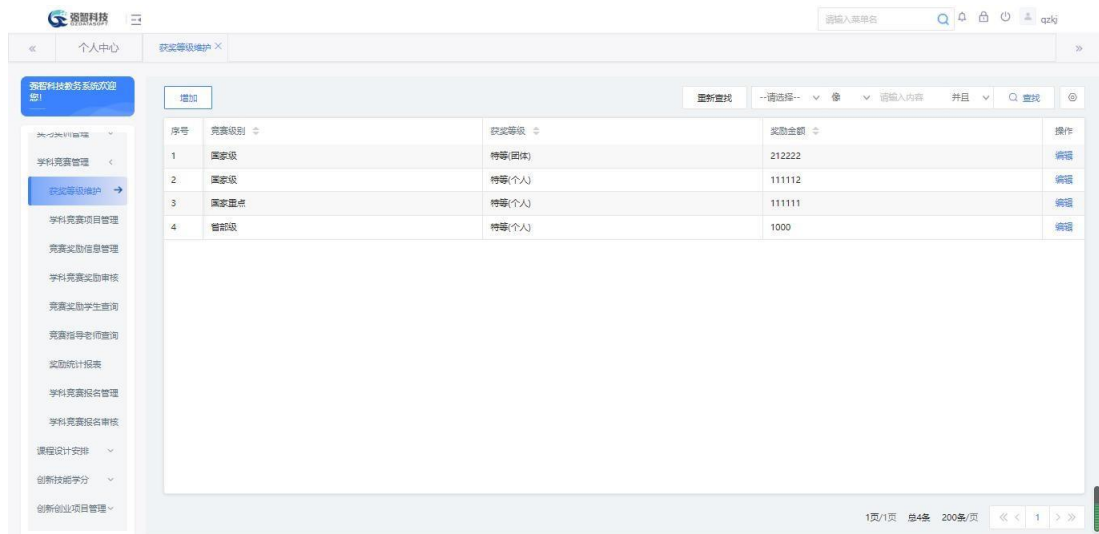 强智科技
QZDATASOFT
请输入菜单名
qzkj
个人中心
获奖等级维护
强智科技教务系统欢迎
您!
增加
重新查找
--请选择--
像
请输入内容
并且
查找
实习实训管理
学科竞赛管理
获奖等级维护
学科竞赛项目管理
竞赛奖励信息管理
学科竞赛奖励审核
竞赛奖励学生查询
竞赛指导老师查询
奖励统计报表
学科竞赛报名管理
学科竞赛报名审核
课程设计安排
创新技能学分
创新创业项目管理
序号 竞赛级别 获奖等级 奖励金额 操作
1 国家级 特等(团体) 212222 编辑
2 国家级 特等(个人) 111112 编辑
3 国家重点 特等(个人) 111111 编辑
4 省部级 特等(个人) 1000 编辑
1页/1页 总4条 200条/页 1